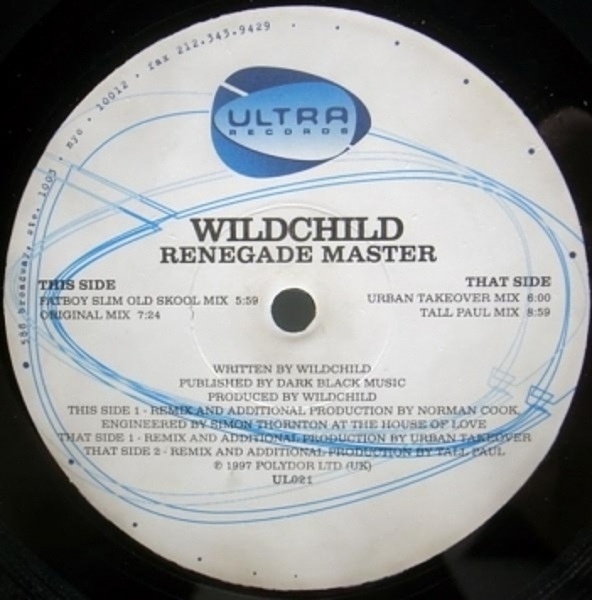 588 broadway, ste. 1003 · nyc · 10012 · fax 212.343.9429
ULTRA
RECORDS
WILDCHILD
RENEGADE MASTER
THIS SIDE
FATBOY SLIM OLD SKOOL MIX 5:59
ORIGINAL MIX 7:24
THAT SIDE
URBAN TAKEOVER MIX 6:00
TALL PAUL MIX 8:59
WRITTEN BY WILDCHILD
PUBLISHED BY DARK BLACK MUSIC
PRODUCED BY WILDCHILD
THIS SIDE 1 - REMIX AND ADDITIONAL PRODUCTION BY NORMAN COOK,
ENGINEERED BY SIMON THORNTON AT THE HOUSE OF LOVE
THAT SIDE 1 - REMIX AND ADDITIONAL PRODUCTION BY URBAN TAKEOVER
THAT SIDE 2 - REMIX AND ADDITIONAL PRODUCTION BY TALL PAUL
℗ 1997 POLYDOR LTD (UK)
UL021